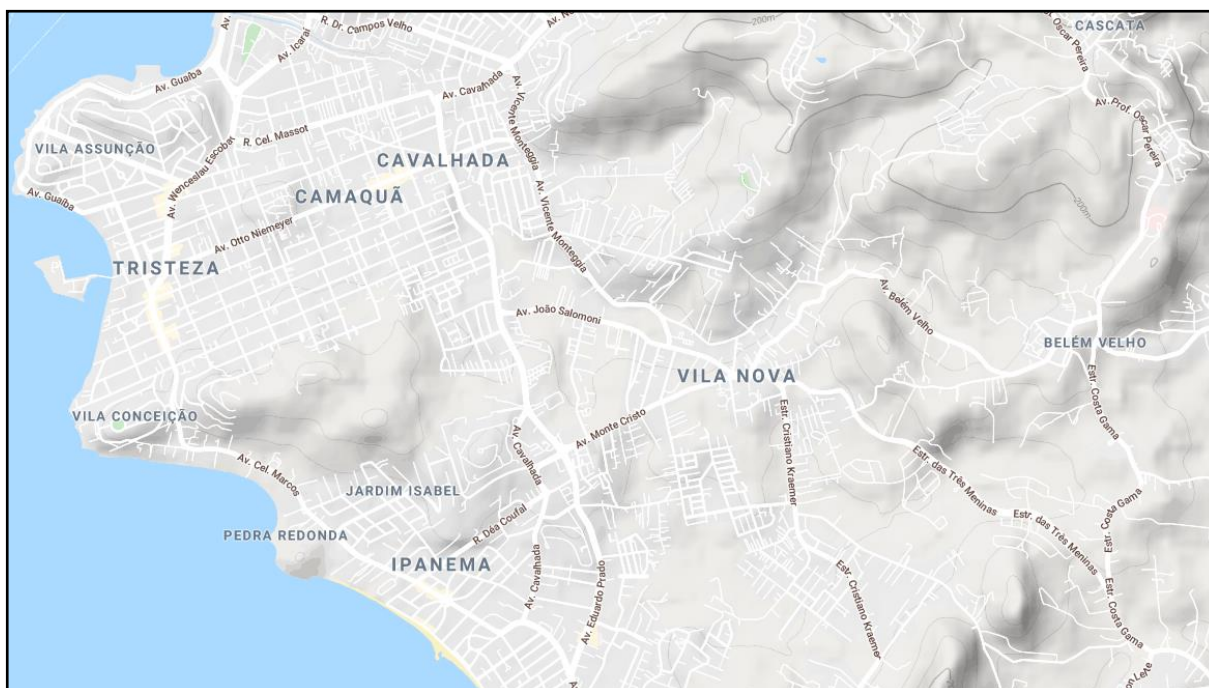 200m
CASCATA
R. Dr. Campos Velho
Av. Icaraí
Av. Guaíba
Av. Cavalhada
Av. Vicente Monteggia
Oscar Pereira
Av. Prof. Oscar Pereira
R. Cel. Massot
VILA ASSUNÇÃO
Av. Wenceslau Escobar
CAVALHADA
CAMAQUÃ
Av. Guaíba
Av. Otto Niemeyer
Av. Vicente Monteggia
200m
TRISTEZA
Av. João Salomoni
Av. Belém Velho
BELÉM VELHO
VILA NOVA
Estr. Costa Gama
VILA CONCEIÇÃO
Av. Monte Cristo
Estr. Cristiano Kraemer
Av. Cavalhada
Av. Cel. Marcos
Estr. das Três Meninas
JARDIM ISABEL
R. Déa Coufal
Estr. Costa Gama
Estr. das Três Meninas
PEDRA REDONDA
IPANEMA
Av. Cavalhada
Av. Eduardo Prado
Estr. Cristiano Kraemer
Estr. Costa Gama